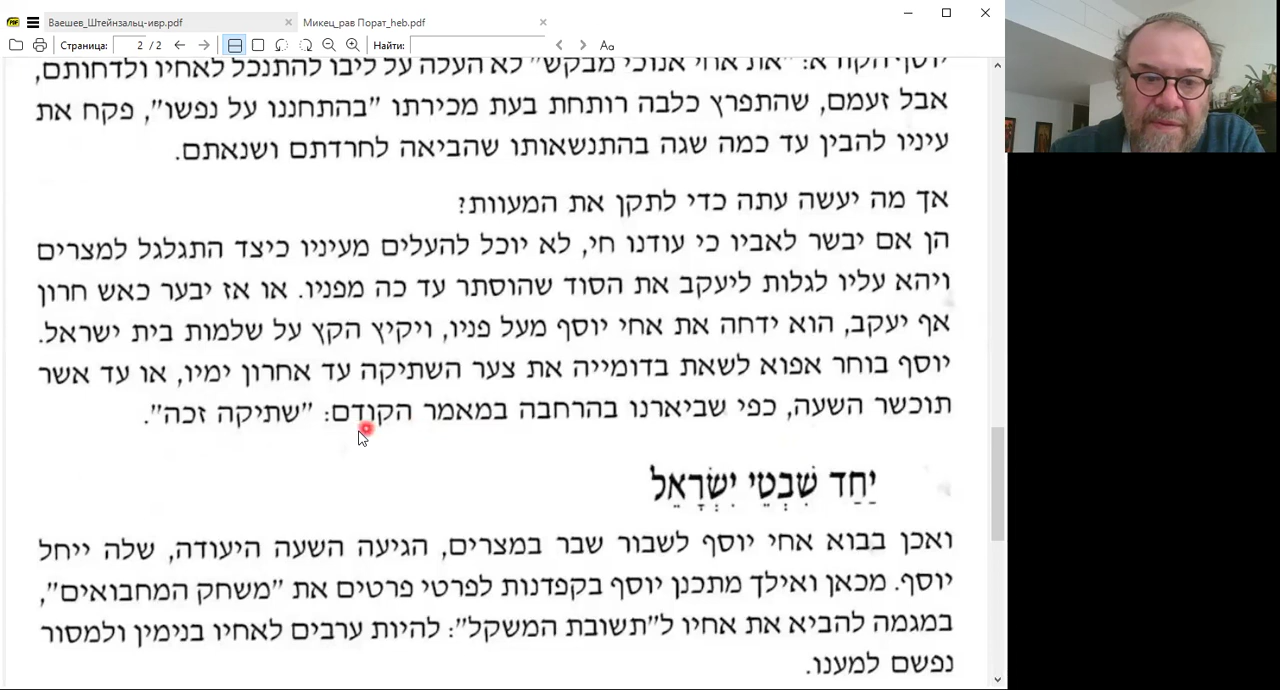 Ваешев_Штейнзальц-ивр.pdf
Микец_рав Порат_heb.pdf
Страница: 2 / 2 Найти: Aa
יוסף הקורא: "את אחי אנוכי מבקש" לא העלה על ליבו להתנכל לאחיו ולדחותם,
אבל זעמם, שהתפרץ כלבה רותחת בעת מכירתו "בהתחננו על נפשו", פקח את
עיניו להבין עד כמה שגה בהתנשאותו שהביאה לחרדתם ושנאתם.
אך מה יעשה עתה כדי לתקן את המעוות?
הן אם יבשר לאביו כי עודנו חי, לא יוכל להעלים מעיניו כיצד התגלגל למצרים
ויהא עליו לגלות ליעקב את הסוד שהוסתר עד כה מפניו. או אז יבער כאש חרון
אף יעקב, הוא ידחה את אחי יוסף מעל פניו, ויקיץ הקץ על שלמות בית ישראל.
יוסף בוחר אפוא לשאת בדומייה את צער השתיקה עד אחרון ימיו, או עד אשר
תוכשר השעה, כפי שביארנו בהרחבה במאמר הקודם: "שתיקה זכה".
יַחַד שִׁבְטֵי יִשְׂרָאֵל
ואכן בבוא אחי יוסף לשבור שבר במצרים, הגיעה השעה היעודה, שלה ייחל
יוסף. מכאן ואילך מתכנן יוסף בקפדנות לפרטי פרטים את "משחק המחבואים",
במגמה להביא את אחיו ל"תשובת המשקל": להיות ערבים לאחיו בנימין ולמסור
נפשם למענו.